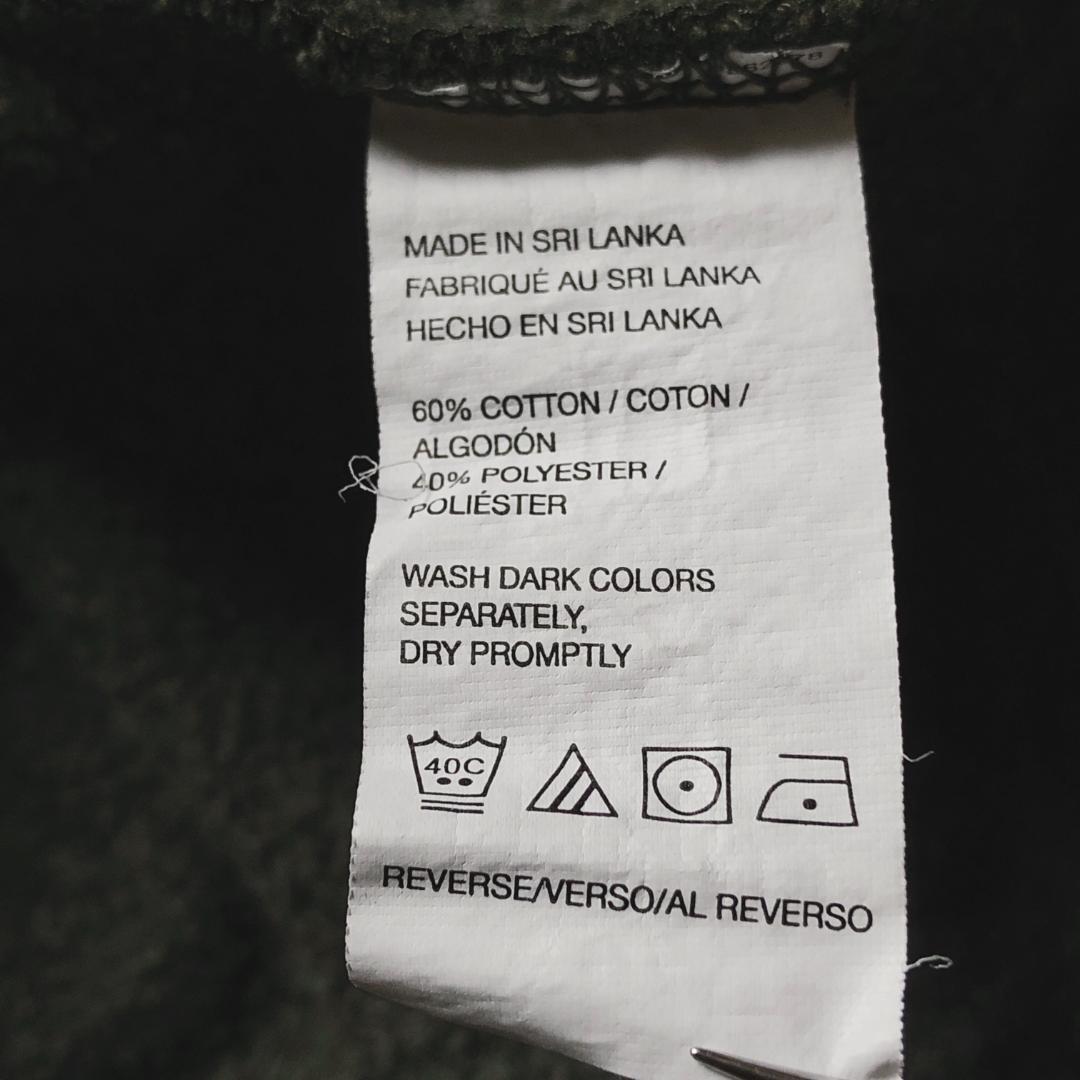 MADE IN SRI LANKA
FABRIQUÉ AU SRI LANKA
HECHO EN SRI LANKA
60% COTTON / COTON /
ALGODÓN
40% POLYESTER /
POLIÉSTER
WASH DARK COLORS
SEPARATELY,
DRY PROMPTLY
40C
REVERSE/VERSO/AL REVERSO